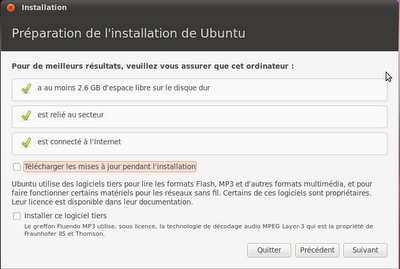 Installation
Préparation de l'installation de Ubuntu
Pour de meilleurs résultats, veuillez vous assurer que cet ordinateur :
a au moins 2.6 GB d'espace libre sur le disque dur
est relié au secteur
est connecté à l'Internet
Télécharger les mises à jour pendant l'installation
Ubuntu utilise des logiciels tiers pour lire les formats Flash, MP3 et d'autres formats multimédia, et pour
faire fonctionner certains matériels pour les réseaux sans fil. Certains de ces logiciels sont propriétaires.
Leur licence est disponible dans leur documentation.
Installer ce logiciel tiers
Le greffon Fluendo MP3 utilise, sous licence, la technologie de décodage audio MPEG Layer-3 qui est la propriété de
Fraunhofer IIS et Thomson.
Quitter Précédent Suivant